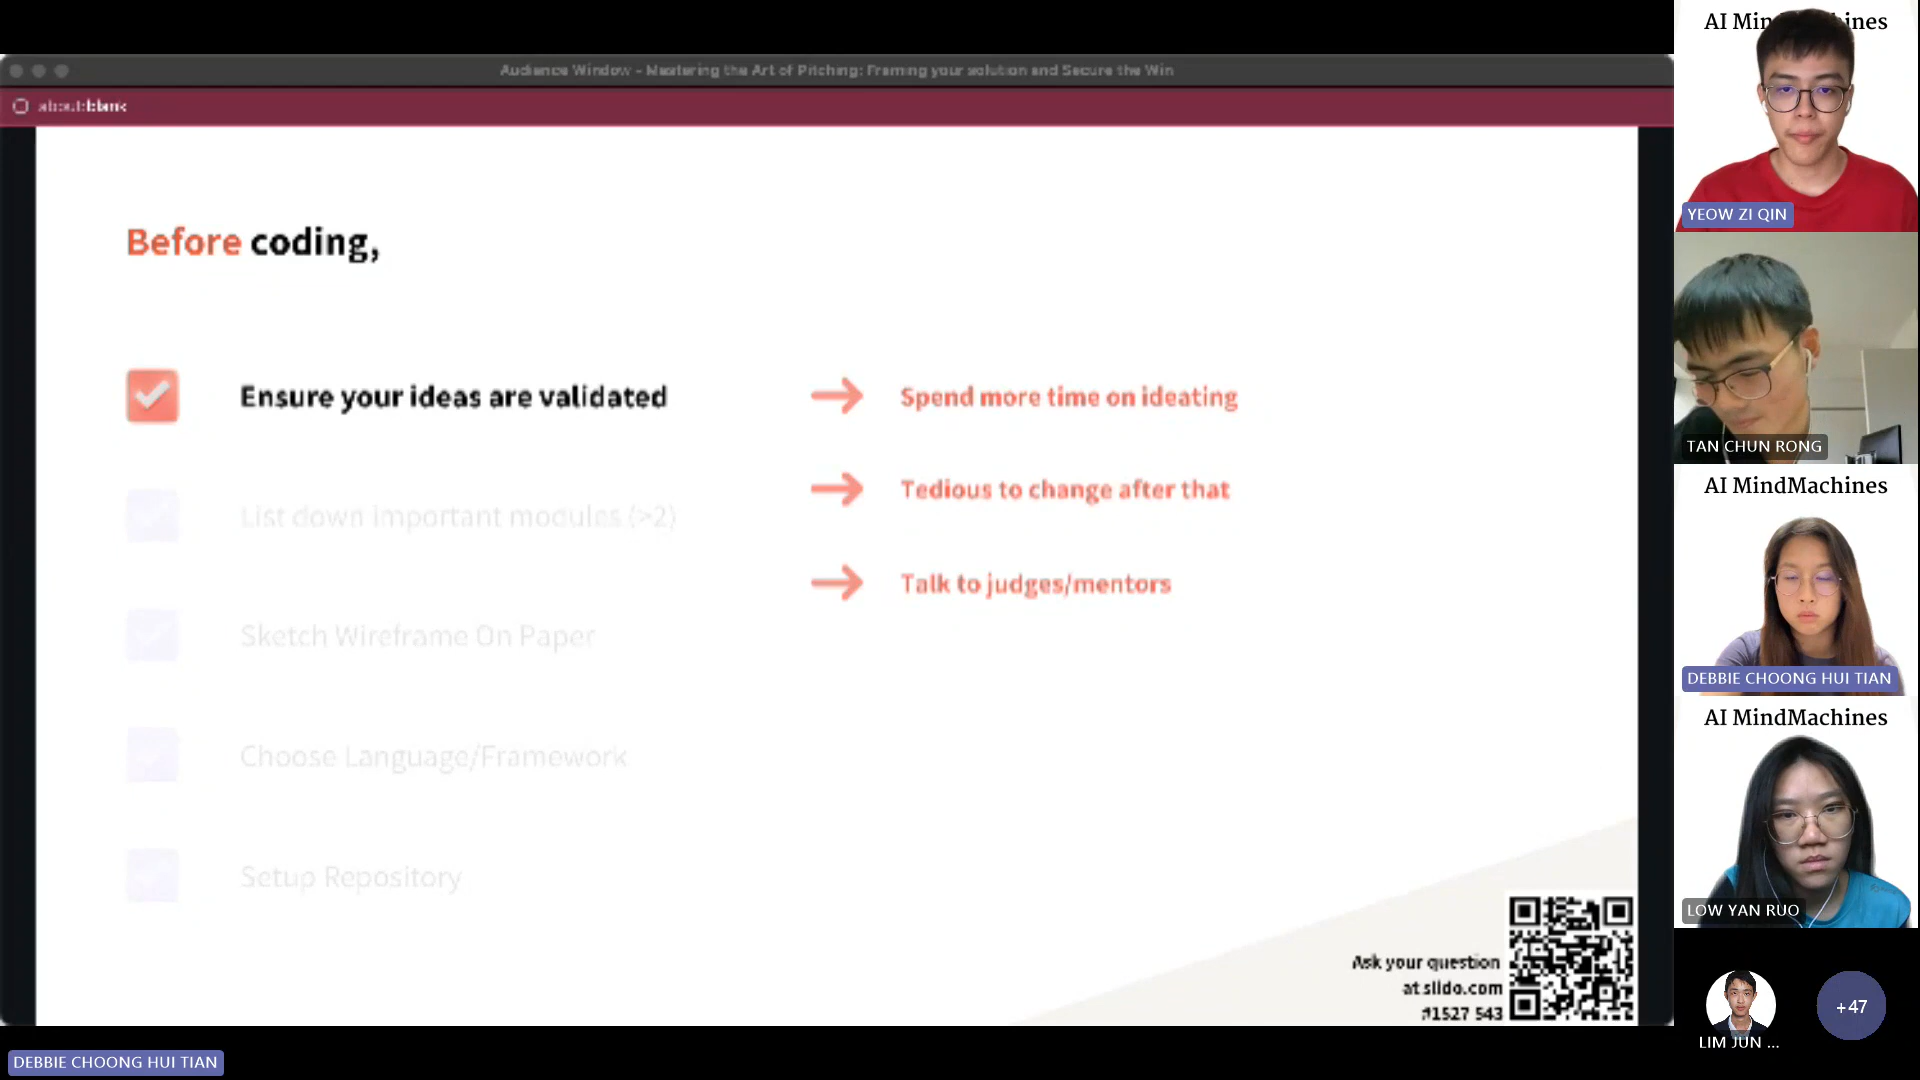 Audience Window - Mastering the Art of Pitching: Framing your solution and Secure the Win
about:blank
Before coding,
Ensure your ideas are validated
List down important modules (>2)
Sketch Wireframe On Paper
Choose Language/Framework
Setup Repository
Spend more time on ideating
Tedious to change after that
Talk to judges/mentors
Ask your question
at slido.com
#1527 543
DEBBIE CHOONG HUI TIAN
YEOW ZI QIN
TAN CHUN RONG
AI MindMachines
DEBBIE CHOONG HUI TIAN
AI MindMachines
LOW YAN RUO
LIM JUN ...
+47